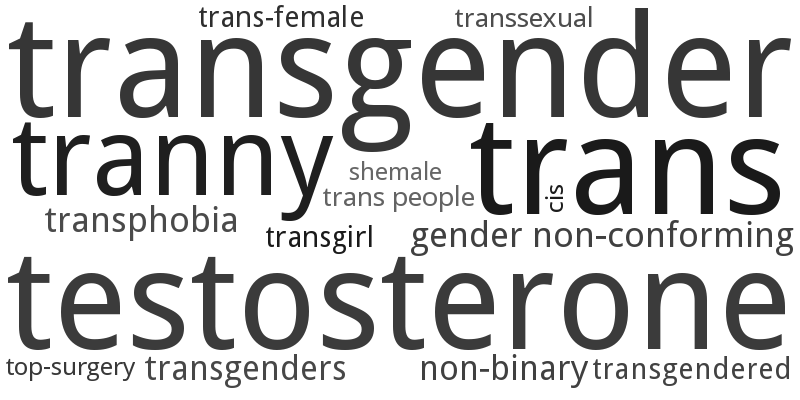 trans-female
transsexual
transgender
tranny
trans
shemale
cis
trans people
transphobia
transgirl
gender non-conforming
testosterone
top-surgery
transgenders
non-binary
transgendered